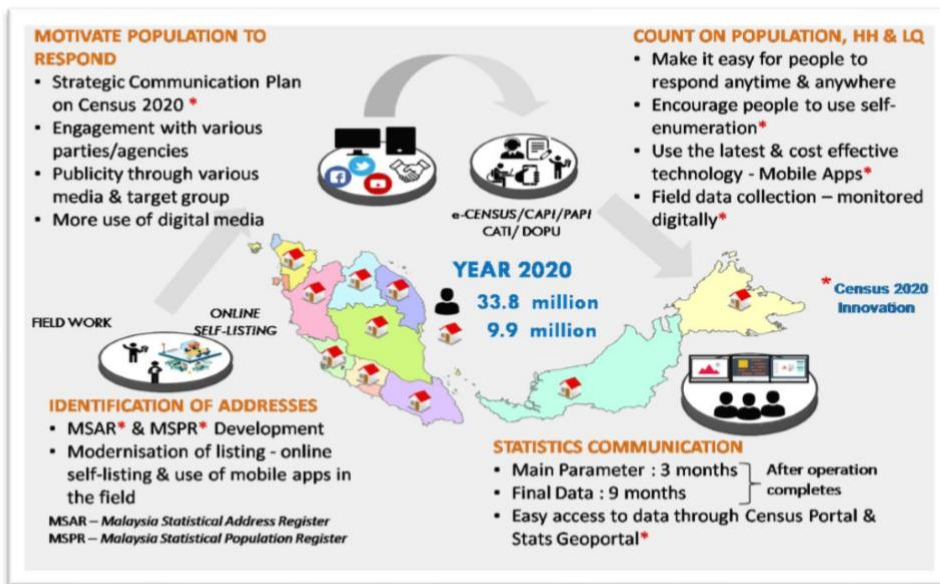 MOTIVATE POPULATION TO
RESPOND
• Strategic Communication Plan
on Census 2020 *
• Engagement with various
parties/agencies
• Publicity through various
media & target group
• More use of digital media
e-CENSUS/CAPI/PAPI
CATI/ DOPU
COUNT ON POPULATION, HH & LQ
• Make it easy for people to
respond anytime & anywhere
• Encourage people to use self-
enumeration*
• Use the latest & cost effective
technology - Mobile Apps*
• Field data collection – monitored
digitally*
YEAR 2020
33.8 million
9.9 million
* Census 2020
Innovation
FIELD WORK
ONLINE
SELF-LISTING
IDENTIFICATION OF ADDRESSES
• MSAR* & MSPR* Development
• Modernisation of listing - online
self-listing & use of mobile apps in
the field
MSAR – Malaysia Statistical Address Register
MSPR – Malaysia Statistical Population Register
STATISTICS COMMUNICATION
• Main Parameter : 3 months
• Final Data : 9 months
After operation
completes
• Easy access to data through Census Portal &
Stats Geoportal*